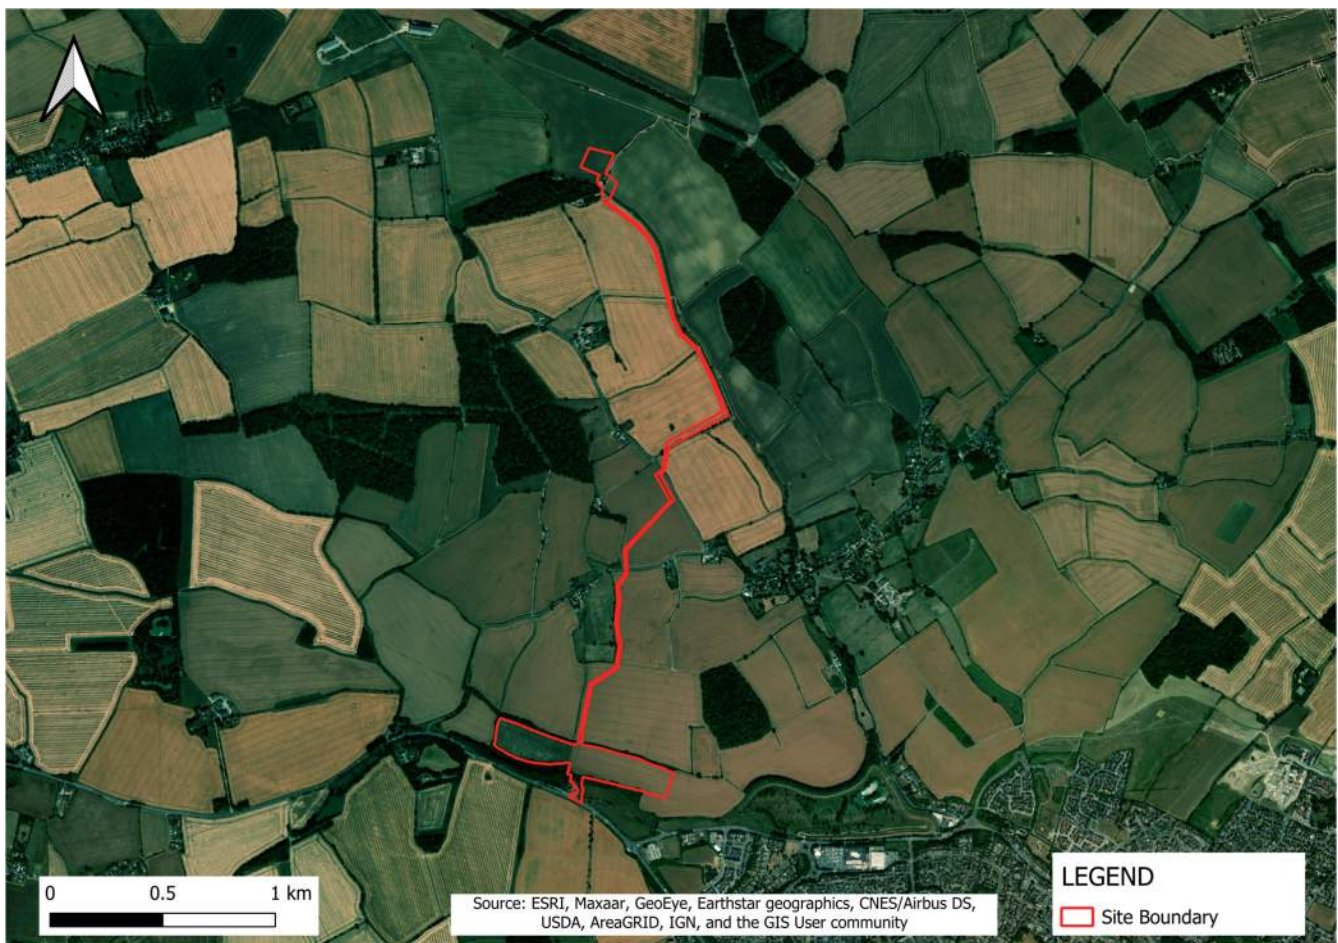 0 0.5 1 km
Source: ESRI, Maxaar, GeoEye, Earthstar geographics, CNES/Airbus DS,
USDA, AreaGRID, IGN, and the GIS User community
LEGEND
Site Boundary